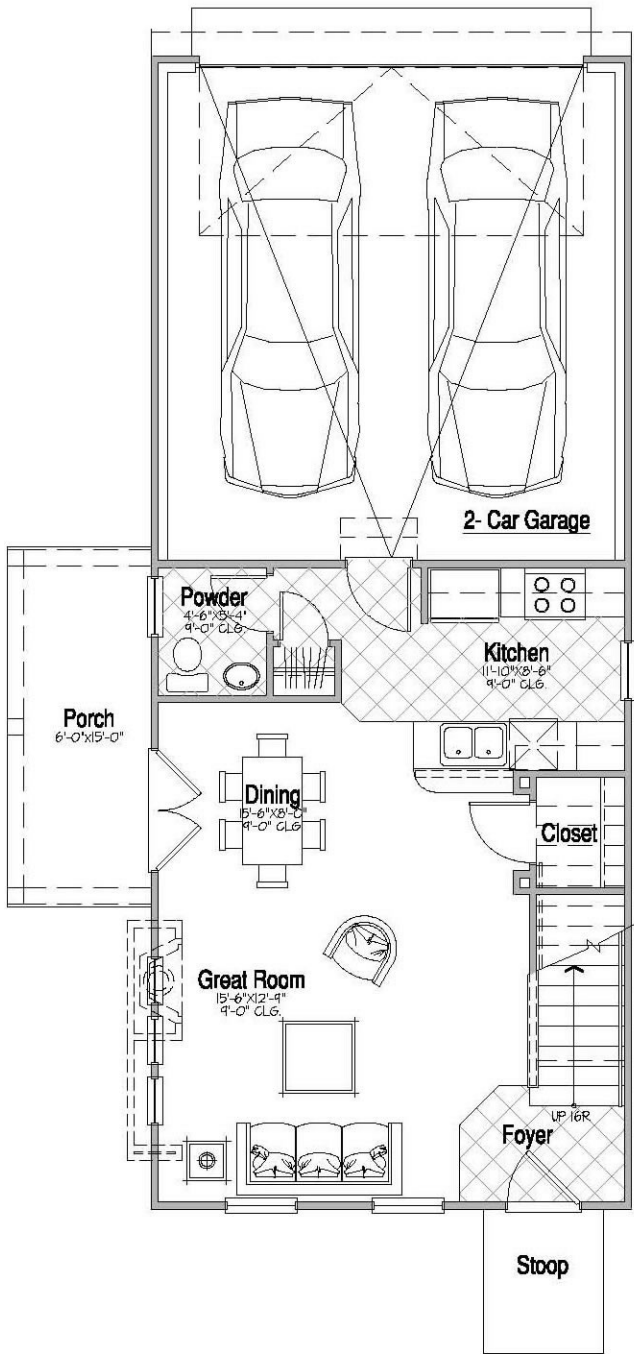 2- Car Garage
Powder
4'-6"X5'-4"
9'-0" CLG.
Kitchen
11'-10"X8'-6"
9'-0" CLG.
Porch
6'-0"X15'-0"
Dining
15'-6"X8'-0"
9'-0" CLG
Closet
Great Room
15'-6"X12'-9"
9'-0" CLG.
UP 16R
Foyer
Stoop